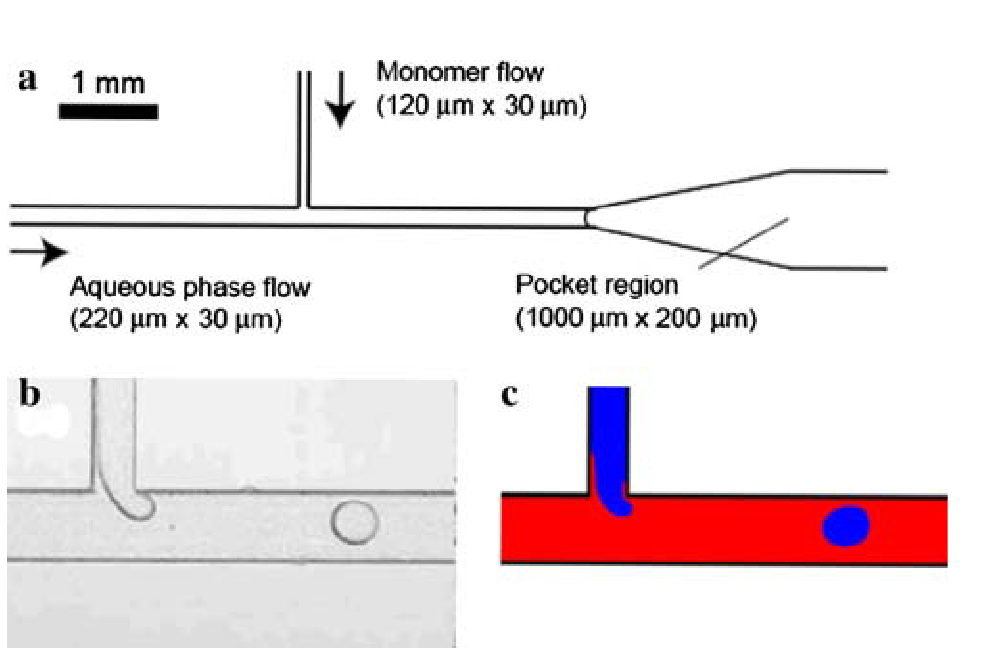 a
1 mm
Monomer flow
(120 µm x 30 µm)
Aqueous phase flow
(220 µm x 30 µm)
Pocket region
(1000 µm x 200 µm)
b
c